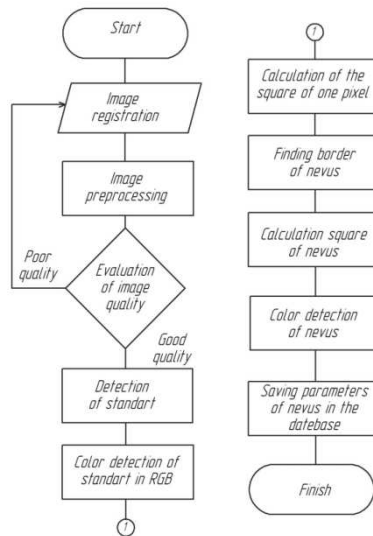 Start
Image
registration
Image
preprocessing
Poor
quality
Evaluation
of image
quality
Good
quality
Detection
of standart
Color detection of
standart in RGB
1
1
Calculation of the
square of one pixel
Finding border
of nevus
Calculation square
of nevus
Color detection
of nevus
Saving parameters
of nevus in the
datebase
Finish